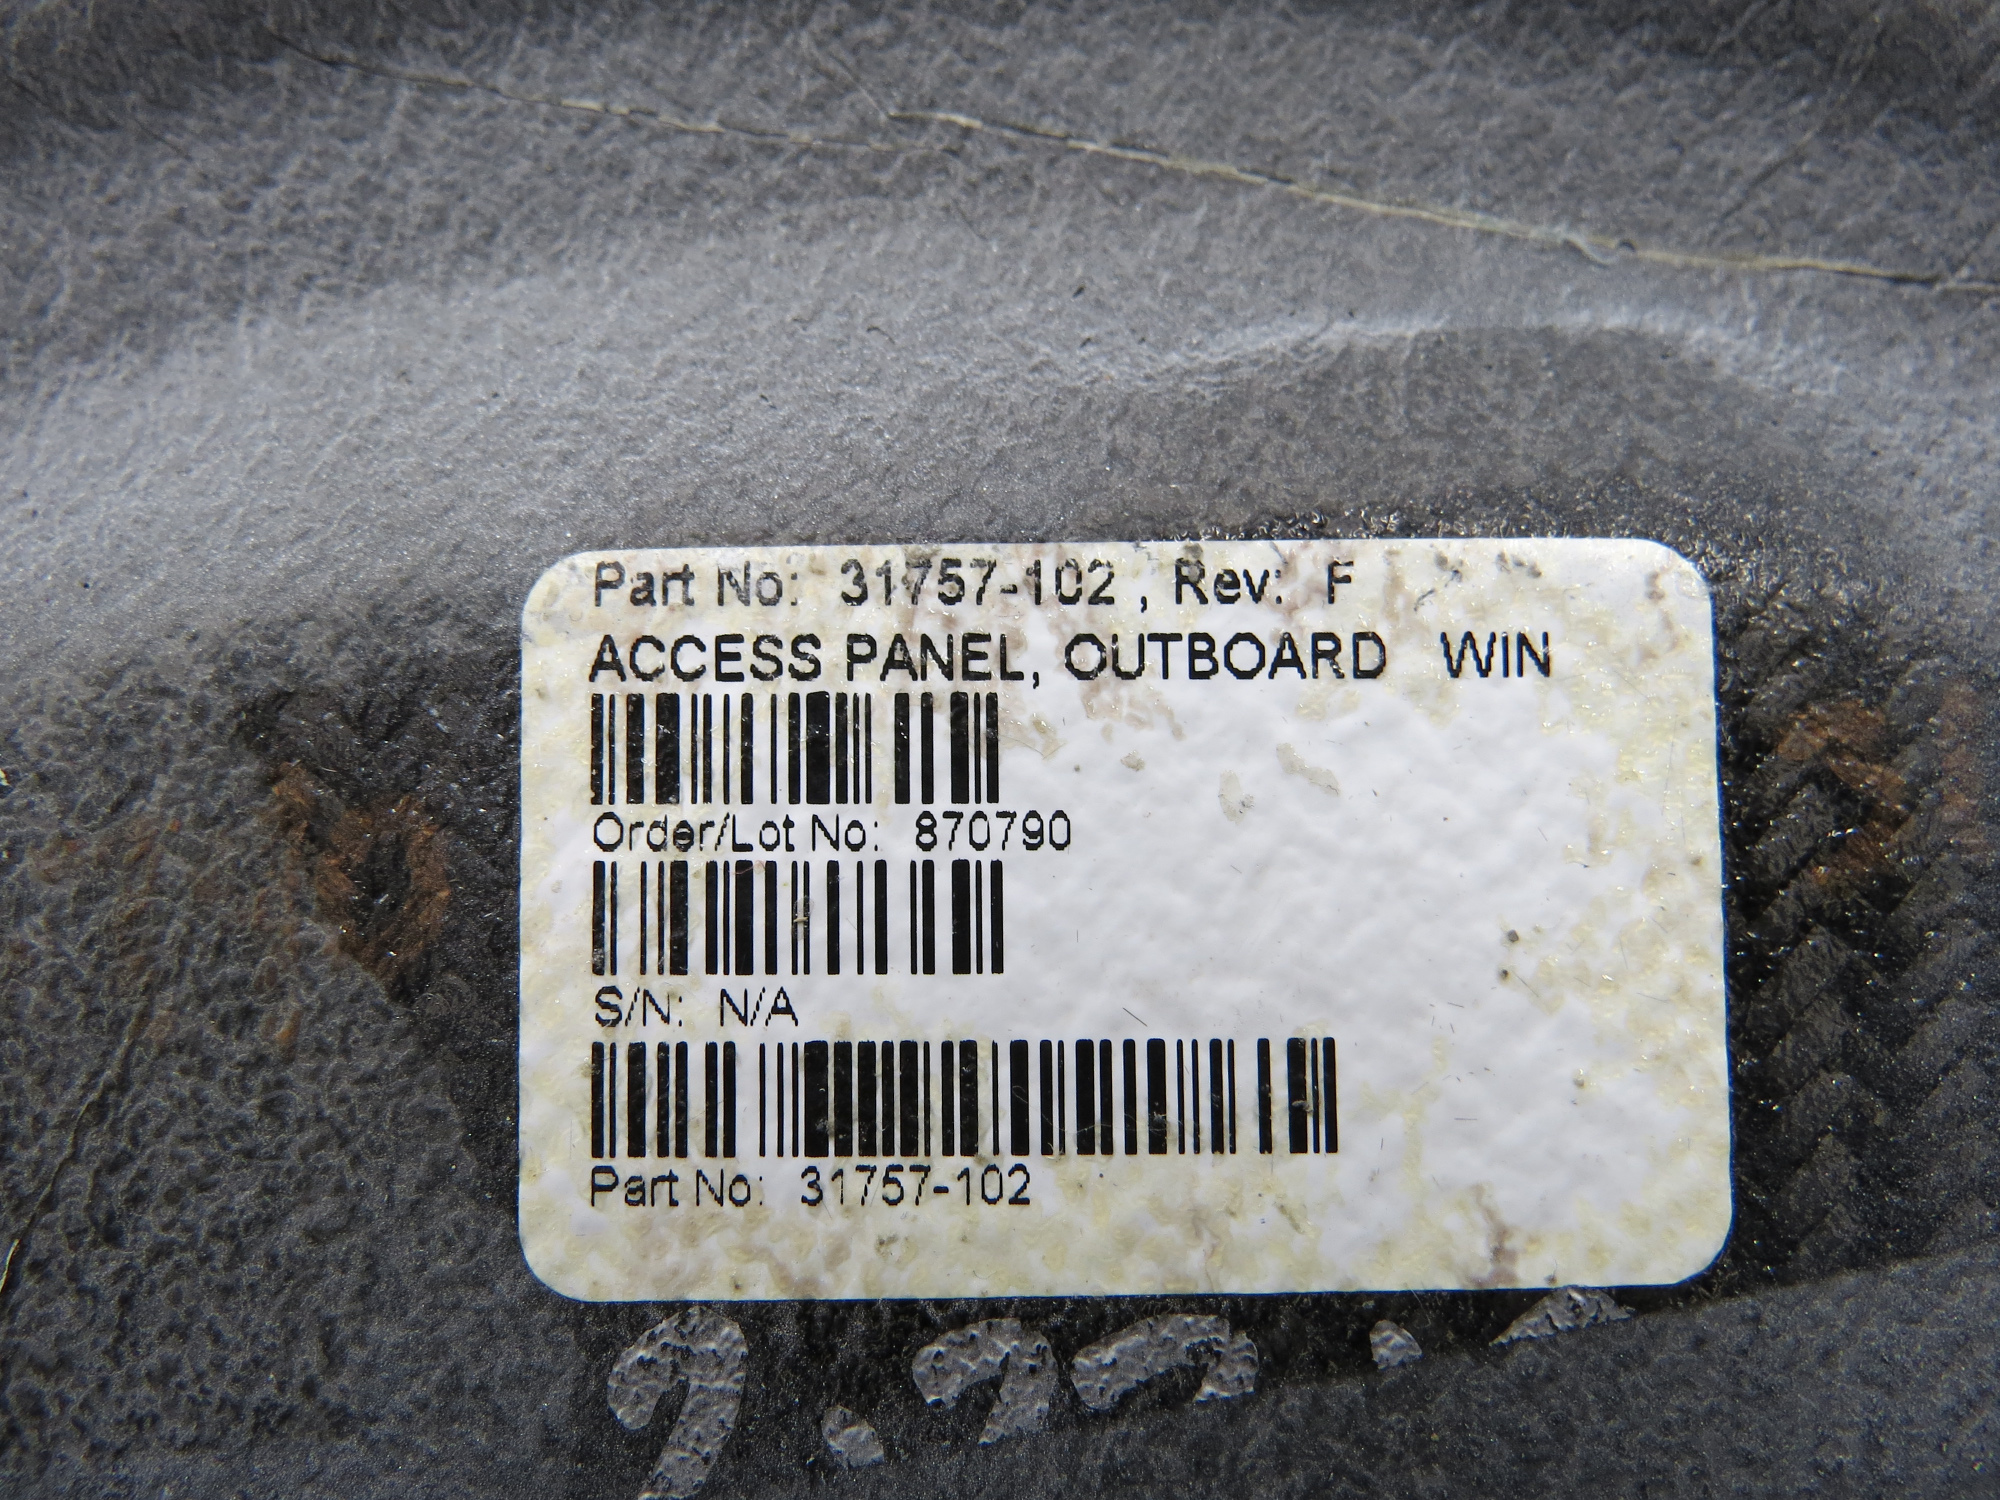 Part No: 31757-102 , Rev: F
ACCESS PANEL, OUTBOARD WIN
Order/Lot No: 870790
S/N: N/A
Part No: 31757-102